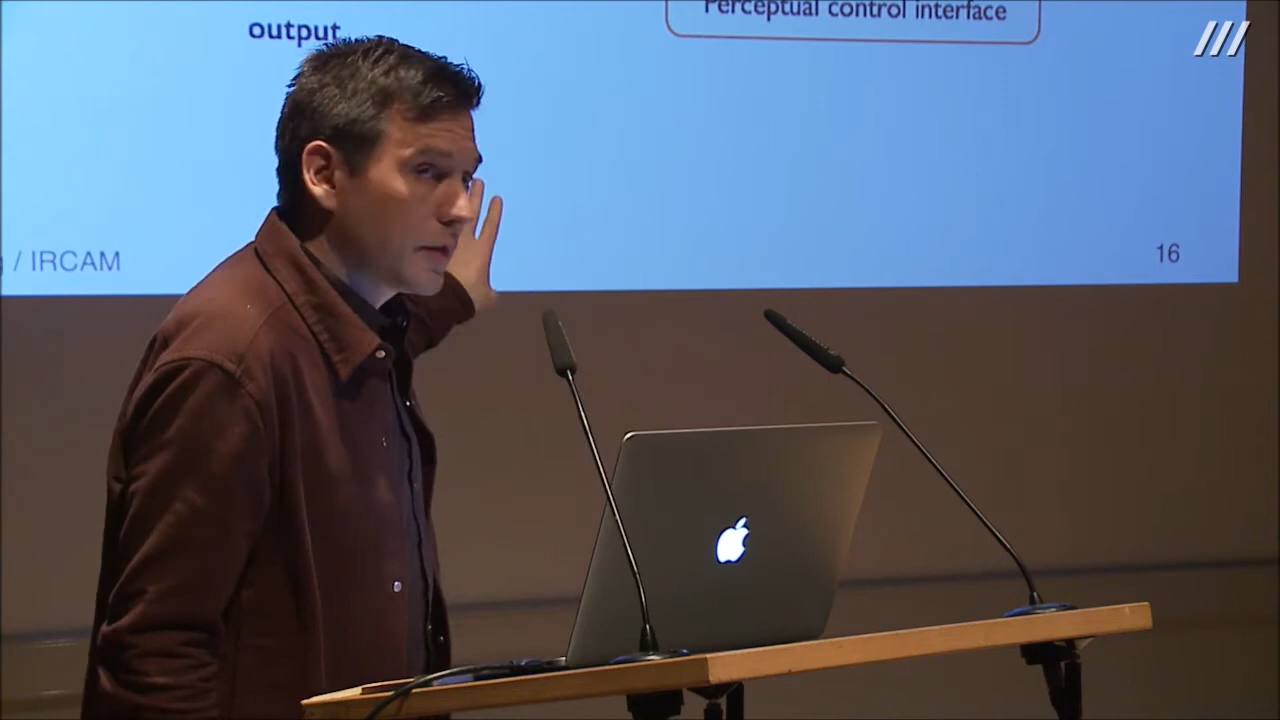 Perceptual control interface
output
/ IRCAM
16